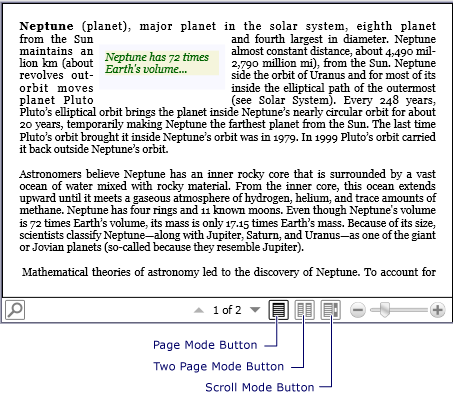 Neptune (planet), major planet in the solar system, eighth planet
from the Sun and fourth largest in diameter. Neptune
maintains an almost constant distance, about 4,490 mil-
lion km (about 2,790 million mi), from the Sun. Neptune
revolves out- side the orbit of Uranus and for most of its
orbit moves inside the elliptical path of the outermost
planet Pluto (see Solar System). Every 248 years,
Neptune has 72 times
Earth's volume...
Pluto's elliptical orbit brings the planet inside Neptune's nearly circular orbit for about
20 years, temporarily making Neptune the farthest planet from the Sun. The last time
Pluto's orbit brought it inside Neptune's orbit was in 1979. In 1999 Pluto's orbit carried
it back outside Neptune's orbit.
Astronomers believe Neptune has an inner rocky core that is surrounded by a vast
ocean of water mixed with rocky material. From the inner core, this ocean extends
upward until it meets a gaseous atmosphere of hydrogen, helium, and trace amounts of
methane. Neptune has four rings and 11 known moons. Even though Neptune's volume
is 72 times Earth's volume, its mass is only 17.15 times Earth's mass. Because of its size,
scientists classify Neptune—along with Jupiter, Saturn, and Uranus—as one of the giant
or Jovian planets (so-called because they resemble Jupiter).
Mathematical theories of astronomy led to the discovery of Neptune. To account for
1 of 2
Page Mode Button
Two Page Mode Button
Scroll Mode Button